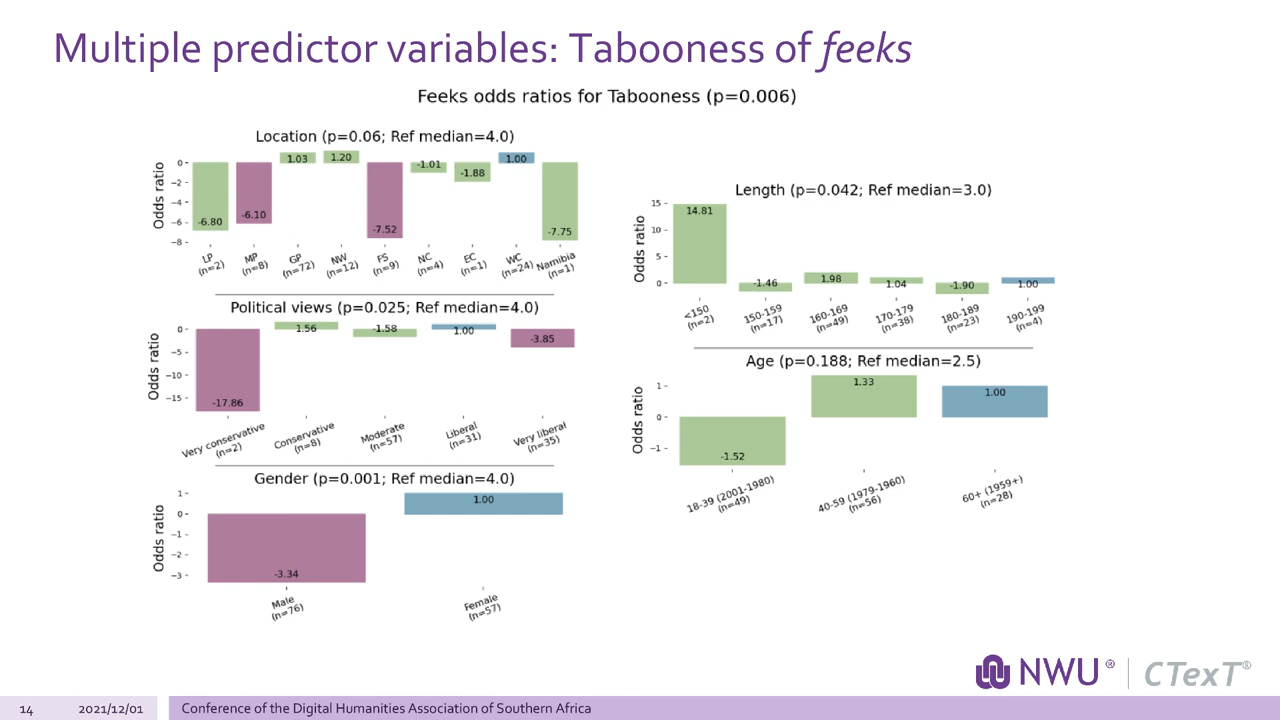 Multiple predictor variables: Tabooness of feeks
Feeks odds ratios for Tabooness (p=0.006)
Location (p=0.06; Ref median=4.0)
Odds ratio
0
−2
−4
−6
−8
-6.80
-6.10
1.03
1.20
-7.52
-1.01
-1.88
1.00
-7.75
LP (n=2)
MP (n=8)
GP (n=72)
NW (n=12)
FS (n=9)
NC (n=4)
EC (n=1)
WC (n=24)
Namibia (n=1)
Political views (p=0.025; Ref median=4.0)
Odds ratio
0
−5
−10
−15
-17.86
1.56
-1.58
1.00
-3.85
Very conservative (n=2)
Conservative (n=8)
Moderate (n=57)
Liberal (n=31)
Very liberal (n=35)
Gender (p=0.001; Ref median=4.0)
Odds ratio
1
0
−1
−2
−3
-3.34
1.00
Male (n=76)
Female (n=57)
Length (p=0.042; Ref median=3.0)
Odds ratio
15
10
5
0
14.81
-1.46
1.98
1.04
-1.90
1.00
<150 (n=2)
150-159 (n=17)
160-169 (n=49)
170-179 (n=38)
180-189 (n=23)
190-199 (n=4)
Age (p=0.188; Ref median=2.5)
Odds ratio
1
0
−1
-1.52
1.33
1.00
18-39 (2001-1980) (n=49)
40-59 (1979-1960) (n=56)
60+ (1959+) (n=28)
NWU® CTexT®
14
2021/12/01
Conference of the Digital Humanities Association of Southern Africa